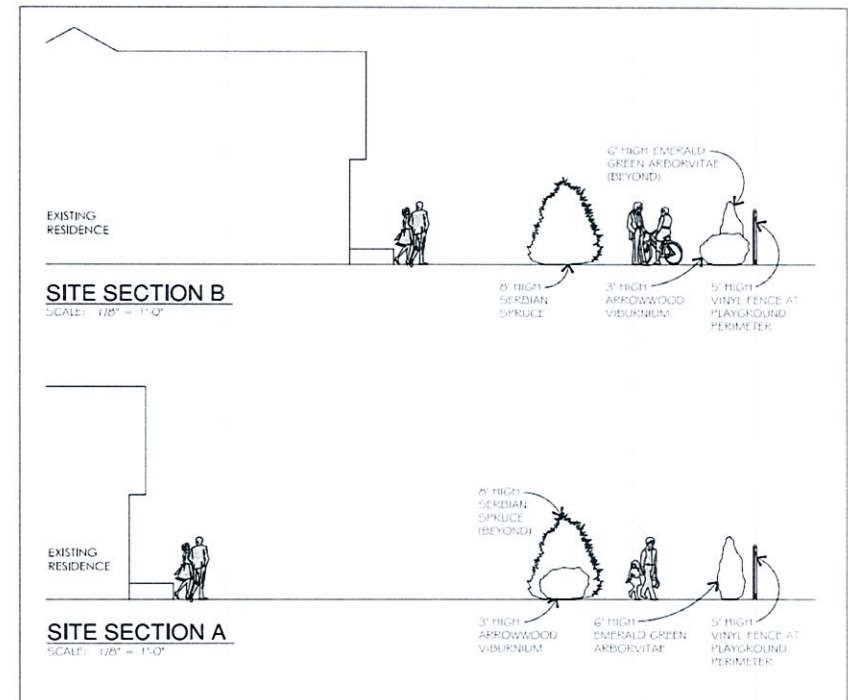 6' HIGH EMERALD
GREEN ARBORVITAE
(BEYOND)
EXISTING
RESIDENCE
SITE SECTION B
SCALE: 1/8" = 1'-0"
8' HIGH
SERBIAN
SPRUCE
3' HIGH
ARROWWOOD
VIBURNIUM
5' HIGH
VINYL FENCE AT
PLAYGROUND
PERIMETER
8' HIGH
SERBIAN
SPRUCE
(BEYOND)
EXISTING
RESIDENCE
SITE SECTION A
SCALE: 1/8" = 1'-0"
3' HIGH
ARROWWOOD
VIBURNIUM
6' HIGH
EMERALD GREEN
ARBORVITAE
5' HIGH
VINYL FENCE AT
PLAYGROUND
PERIMETER